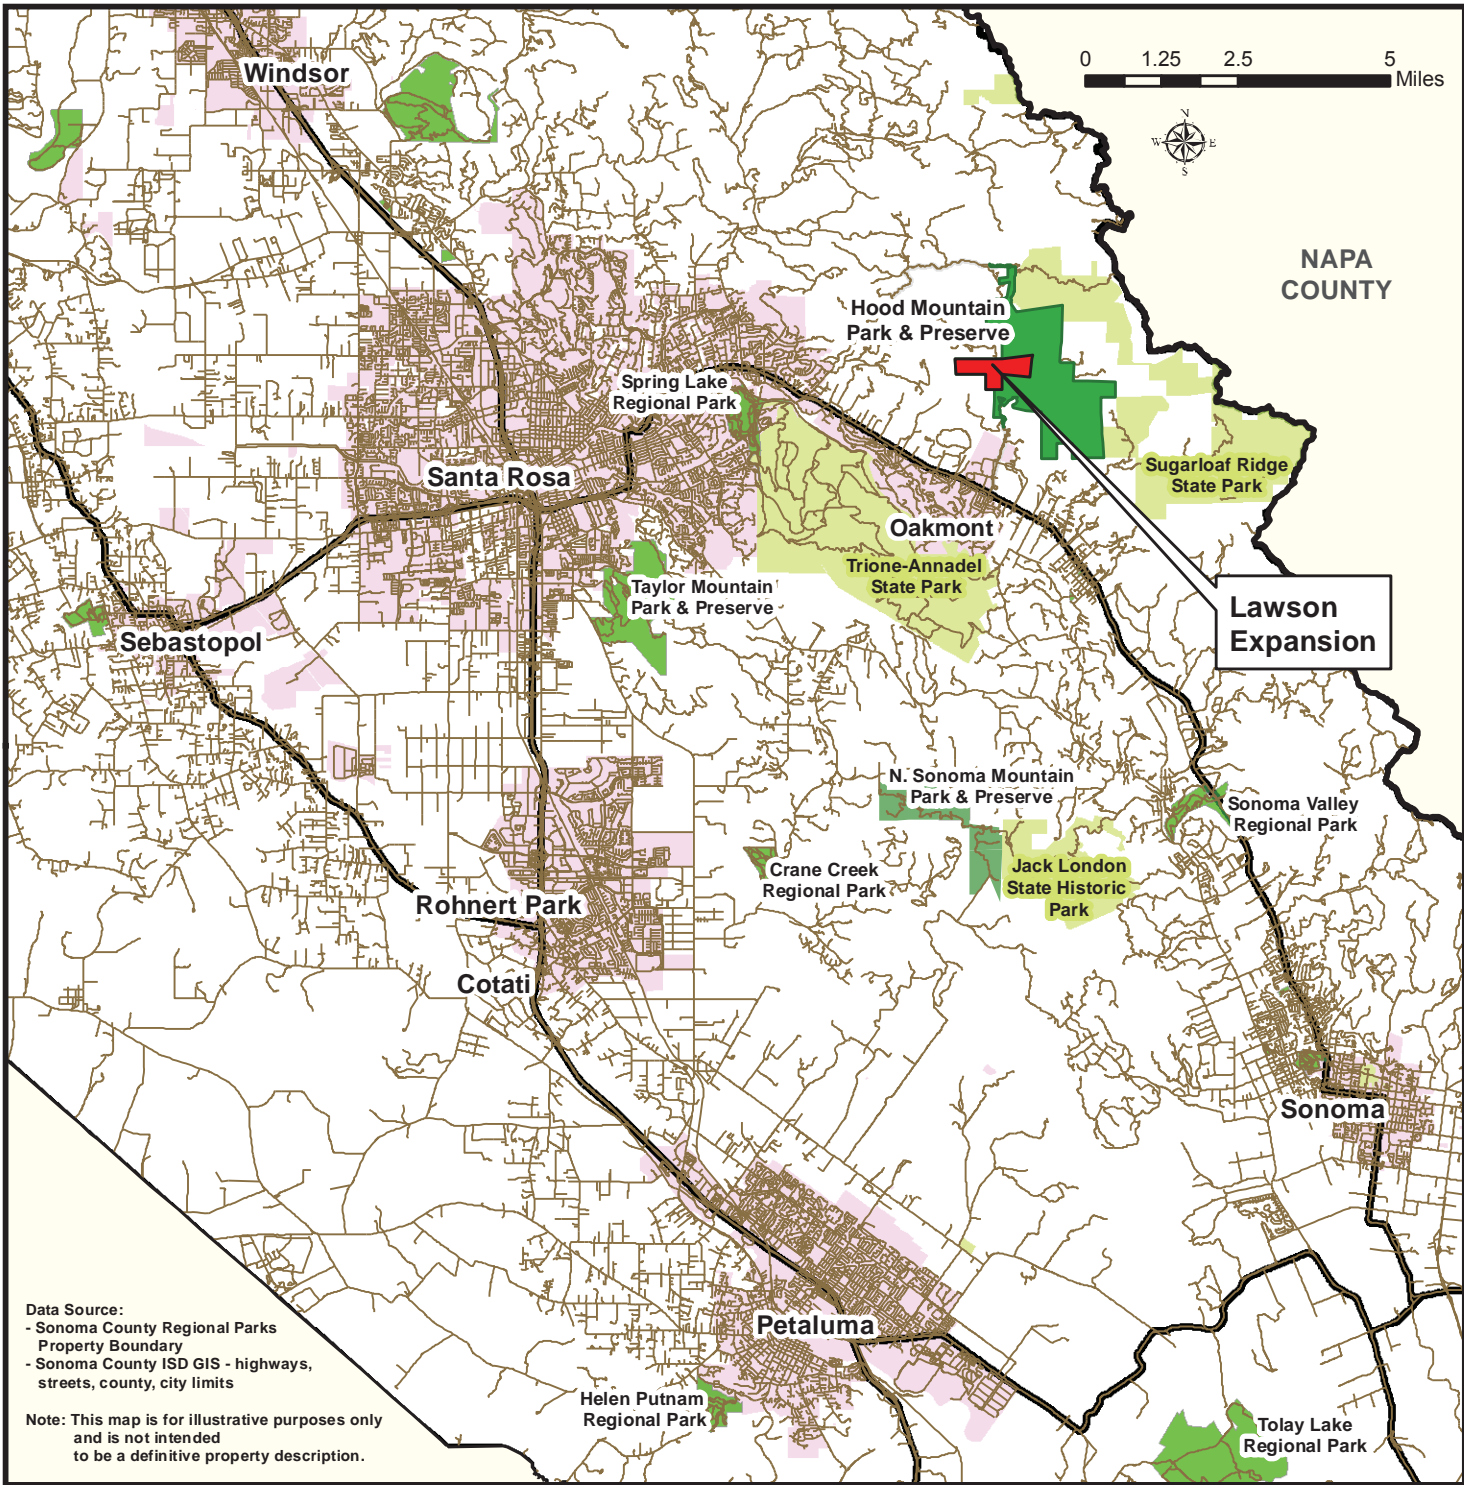 Windsor
0 1.25 2.5 5
Miles
N
W E
S
NAPA
COUNTY
Hood Mountain
Park & Preserve
Spring Lake
Regional Park
Santa Rosa
Sugarloaf Ridge
State Park
Oakmont
Trione-Annadel
State Park
Taylor Mountain
Park & Preserve
Lawson
Expansion
Sebastopol
N. Sonoma Mountain
Park & Preserve
Sonoma Valley
Regional Park
Crane Creek
Regional Park
Jack London
State Historic
Park
Rohnert Park
Cotati
Sonoma
Petaluma
Data Source:
- Sonoma County Regional Parks
Property Boundary
- Sonoma County ISD GIS - highways,
streets, county, city limits
Note: This map is for illustrative purposes only
and is not intended
to be a definitive property description.
Helen Putnam
Regional Park
Tolay Lake
Regional Park